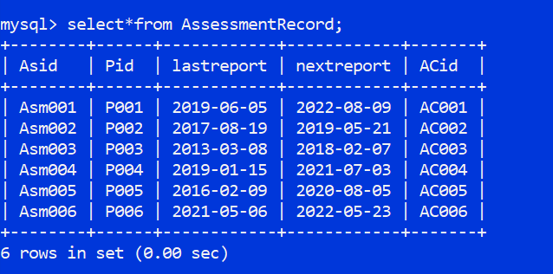 mysql> select*from AssessmentRecord;
+--------+------+------------+------------+-------+
| Asid   | Pid  | lastreport | nextreport | ACid  |
+--------+------+------------+------------+-------+
| Asm001 | P001 | 2019-06-05 | 2022-08-09 | AC001 |
| Asm002 | P002 | 2017-08-19 | 2019-05-21 | AC002 |
| Asm003 | P003 | 2013-03-08 | 2018-02-07 | AC003 |
| Asm004 | P004 | 2019-01-15 | 2021-07-03 | AC004 |
| Asm005 | P005 | 2016-02-09 | 2020-08-05 | AC005 |
| Asm006 | P006 | 2021-05-06 | 2022-05-23 | AC006 |
+--------+------+------------+------------+-------+
6 rows in set (0.00 sec)